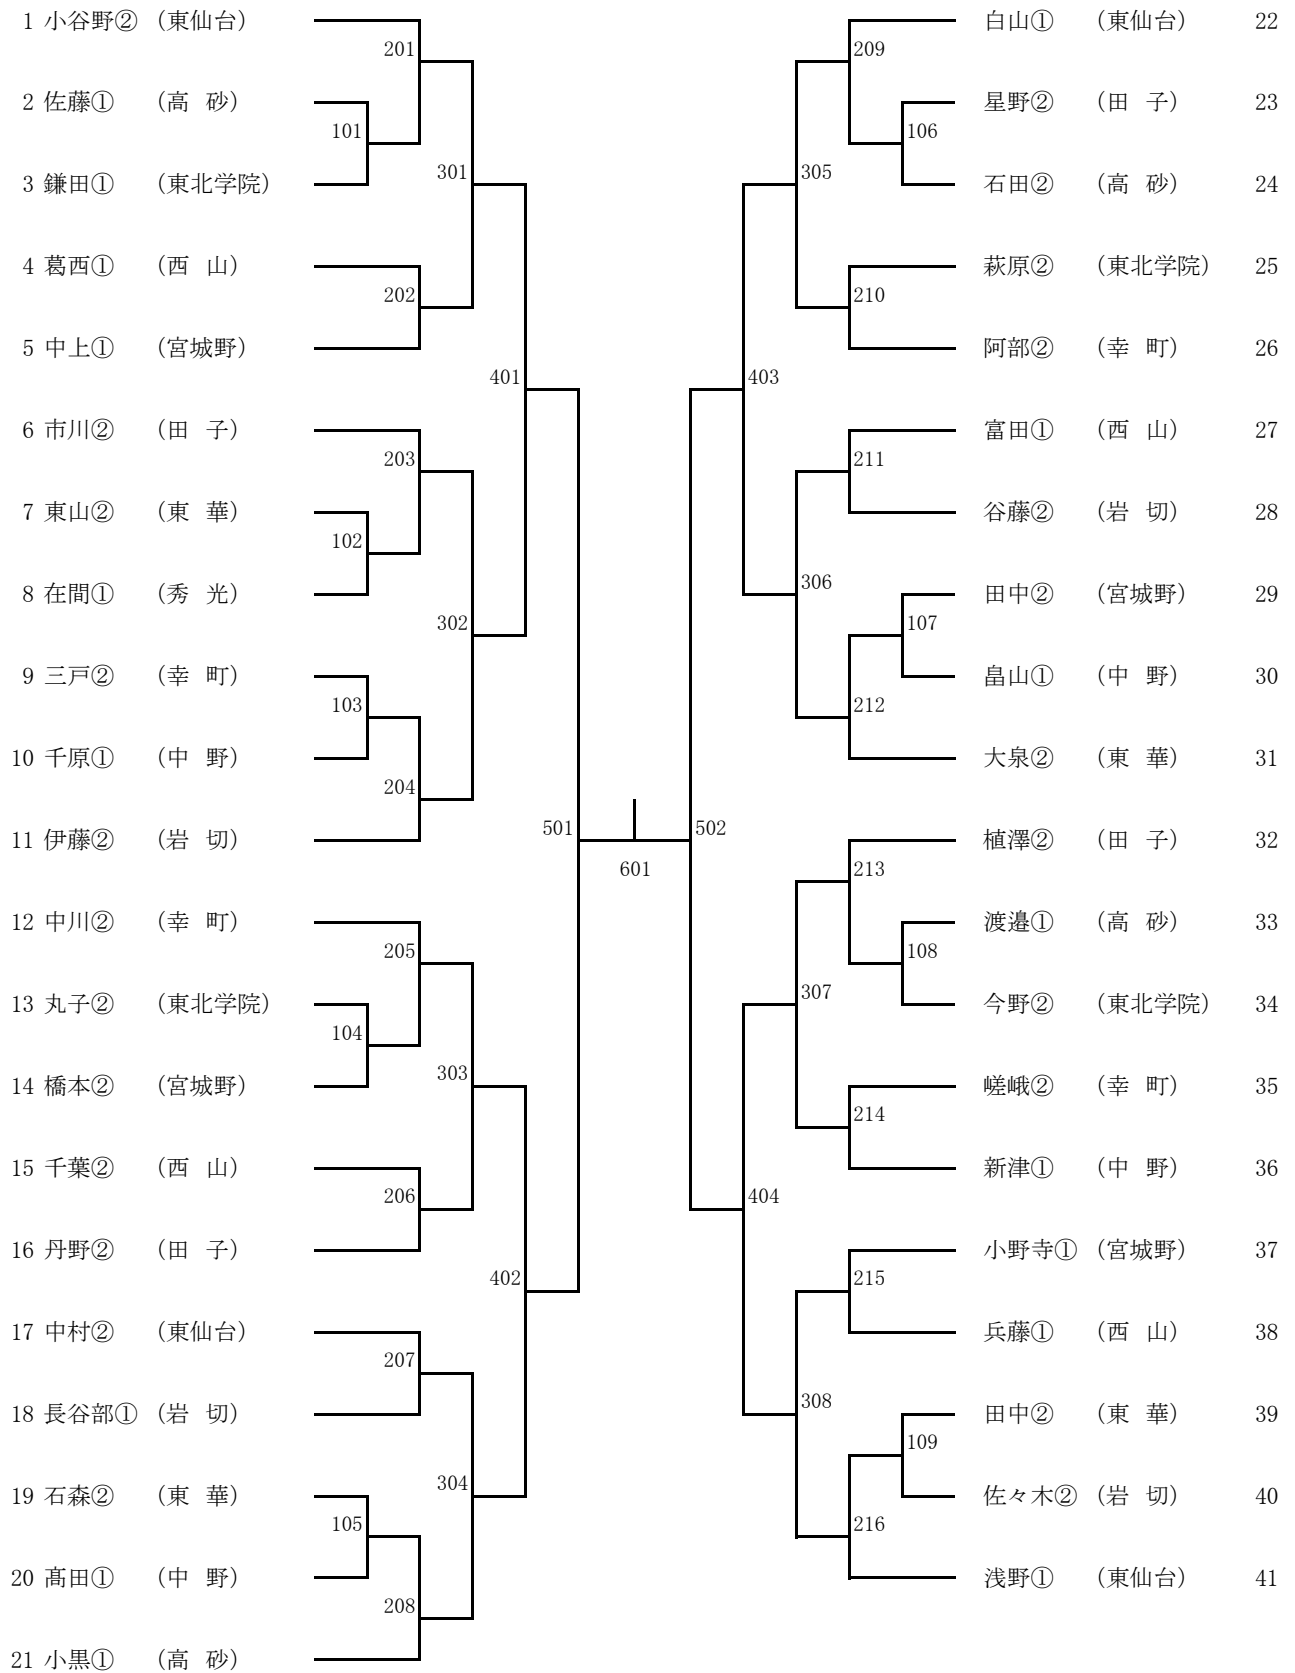 1 小谷野② (東仙台)
201
2 佐藤① (高 砂)
101
3 鎌田① (東北学院)
301
4 葛西① (西 山)
202
5 中上① (宮城野)
401
6 市川② (田 子)
203
7 東山② (東 華)
102
8 在間① (秀 光)
302
9 三戸② (幸 町)
103
10 千原① (中 野)
204
501
11 伊藤② (岩 切)
601
12 中川② (幸 町)
205
13 丸子② (東北学院)
104
303
14 橋本② (宮城野)
15 千葉② (西 山)
206
16 丹野② (田 子)
402
17 中村② (東仙台)
207
18 長谷部① (岩 切)
304
19 石森② (東 華)
105
20 髙田① (中 野)
208
21 小黒① (高 砂)
白山① (東仙台) 22
209
星野② (田 子) 23
106
305
石田② (高 砂) 24
萩原② (東北学院) 25
210
阿部② (幸 町) 26
403
富田① (西 山) 27
211
谷藤② (岩 切) 28
306
田中② (宮城野) 29
107
畠山① (中 野) 30
212
大泉② (東 華) 31
502
植澤② (田 子) 32
213
渡邉① (高 砂) 33
108
307
今野② (東北学院) 34
嵯峨② (幸 町) 35
214
新津① (中 野) 36
404
小野寺① (宮城野) 37
215
兵藤① (西 山) 38
308
田中② (東 華) 39
109
佐々木② (岩 切) 40
216
浅野① (東仙台) 41